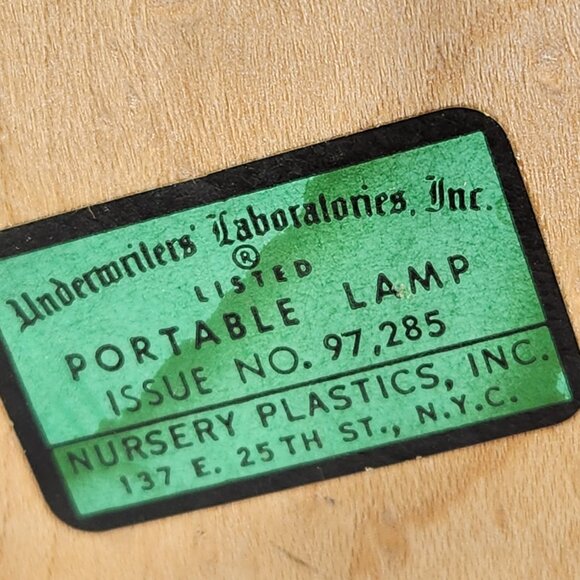 Underwriters' Laboratories, Inc.
®
LISTED
PORTABLE LAMP
ISSUE NO. 97,285
NURSERY PLASTICS, INC.
137 E. 25TH ST., N.Y.C.